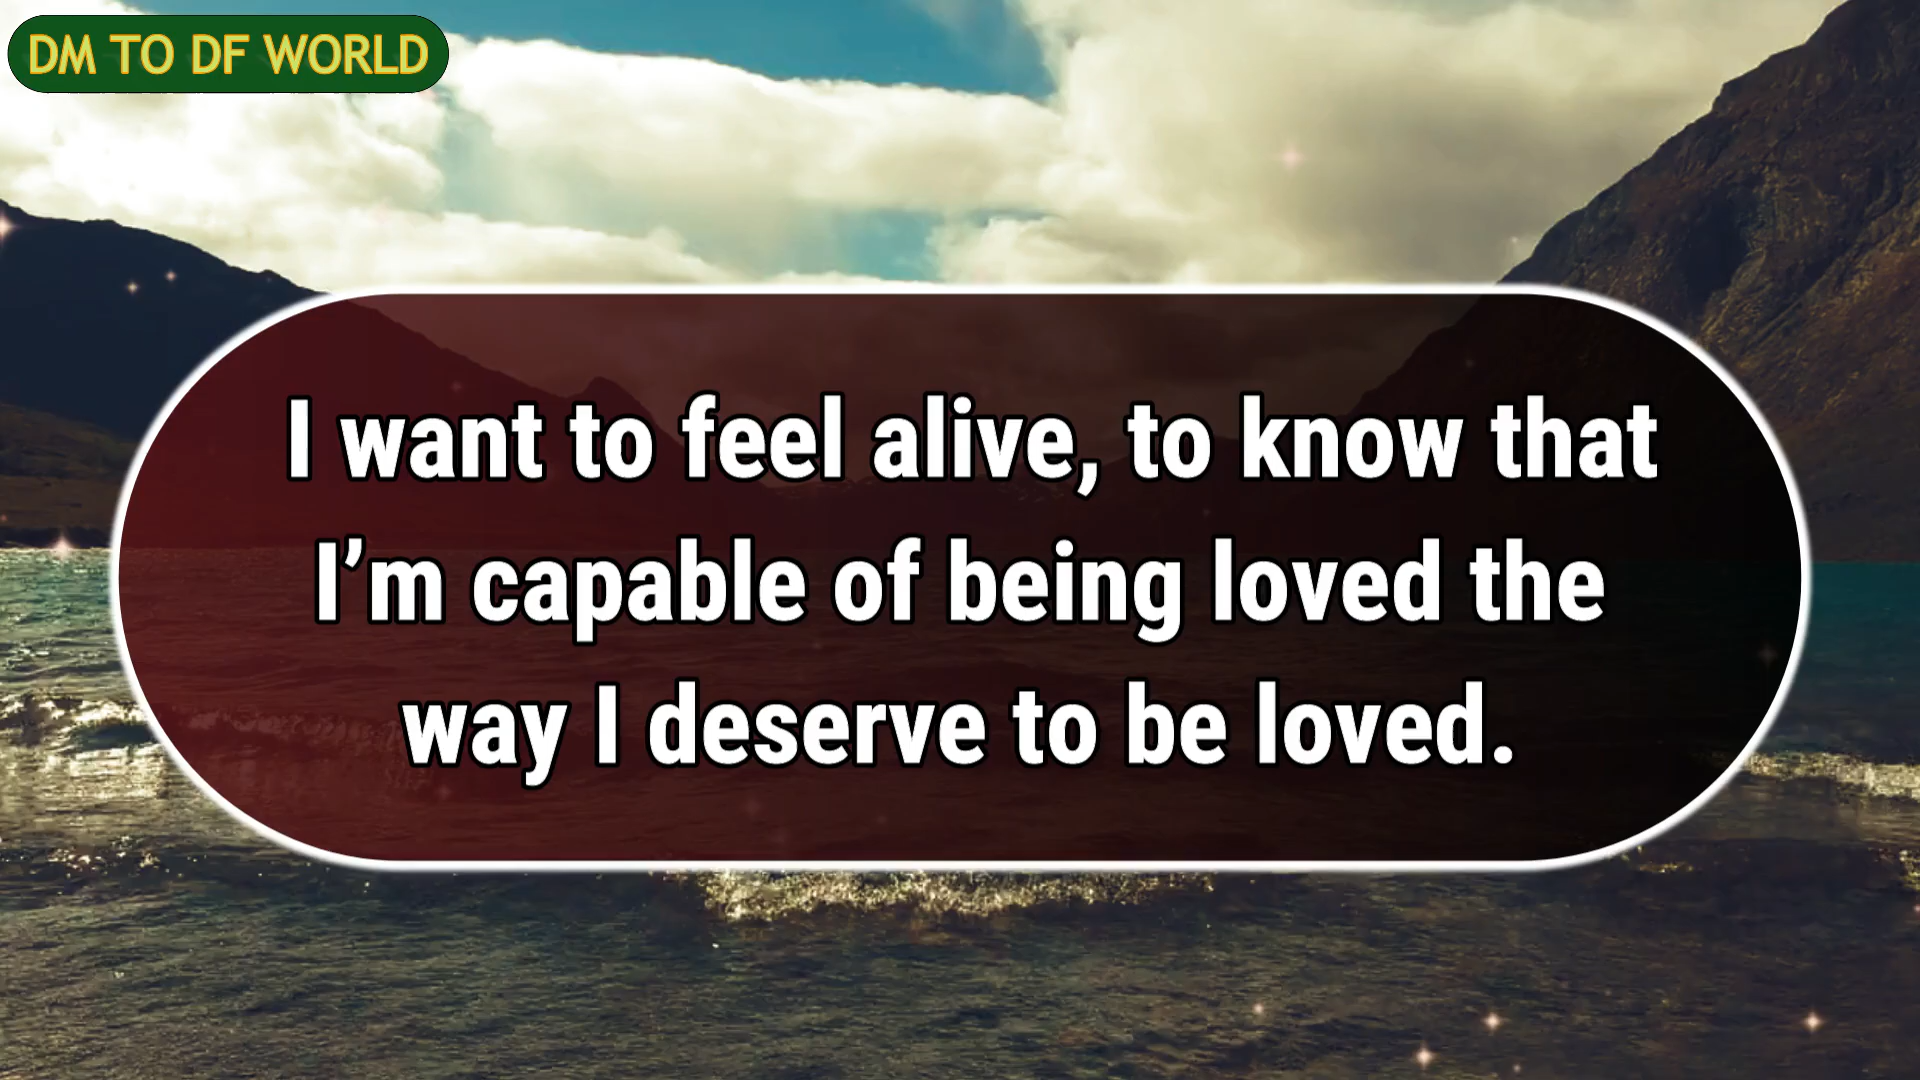 DM TO DF WORLD
I want to feel alive, to know that
I’m capable of being loved the
way I deserve to be loved.